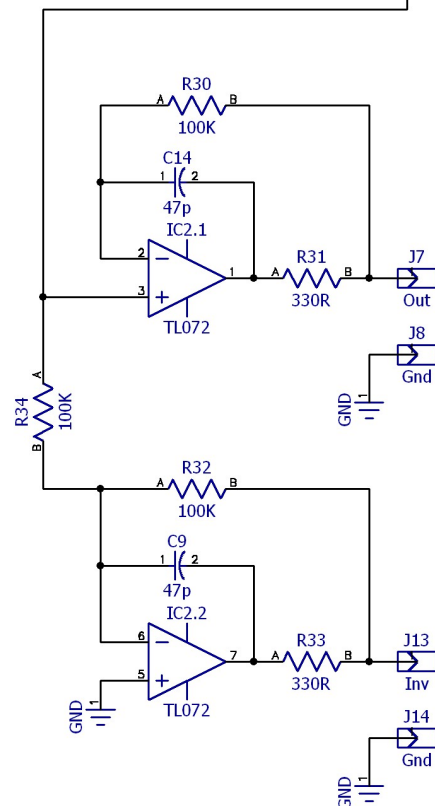 R30
A
B
100K
C14
1
2
47p
IC2.1
2
-
3
+
1
TL072
R31
A
B
330R
J7
Out
J8
1
Gnd
GND
A
R34
100K
B
R32
A
B
100K
C9
1
2
47p
IC2.2
6
-
5
+
7
1
GND
TL072
R33
A
B
330R
J13
Inv
J14
1
Gnd
GND